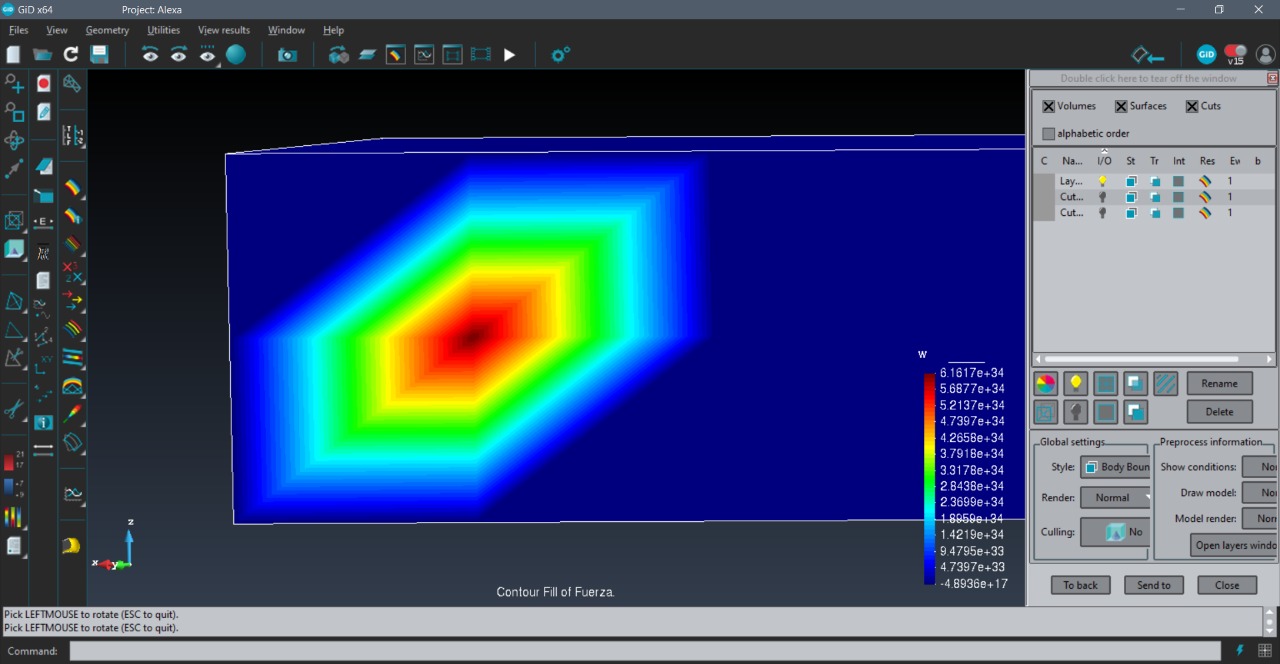 GiD x64 Project: Alexa
Files View Geometry Utilities View results Window Help
GiD v15
Double click here to tear off the window
Volumes Surfaces Cuts
alphabetic order
C Na... I/O St Tr Int Res Ev b
Lay... 1
Cut... 1
Cut... 1
Rename
Delete
Global settings
Style: Body Boun
Render: Normal
Culling: No
Preprocess information
Show conditions: Noi
Draw model: Noi
Model render: Non
Open layers windo
To back Send to Close
W
6.1617e+34
5.6877e+34
5.2137e+34
4.7397e+34
4.2658e+34
3.7918e+34
3.3178e+34
2.8438e+34
2.3699e+34
1.8959e+34
1.4219e+34
9.4795e+33
4.7397e+33
-4.8936e+17
z
x y
Contour Fill of Fuerza.
Pick LEFTMOUSE to rotate (ESC to quit).
Pick LEFTMOUSE to rotate (ESC to quit).
Command: